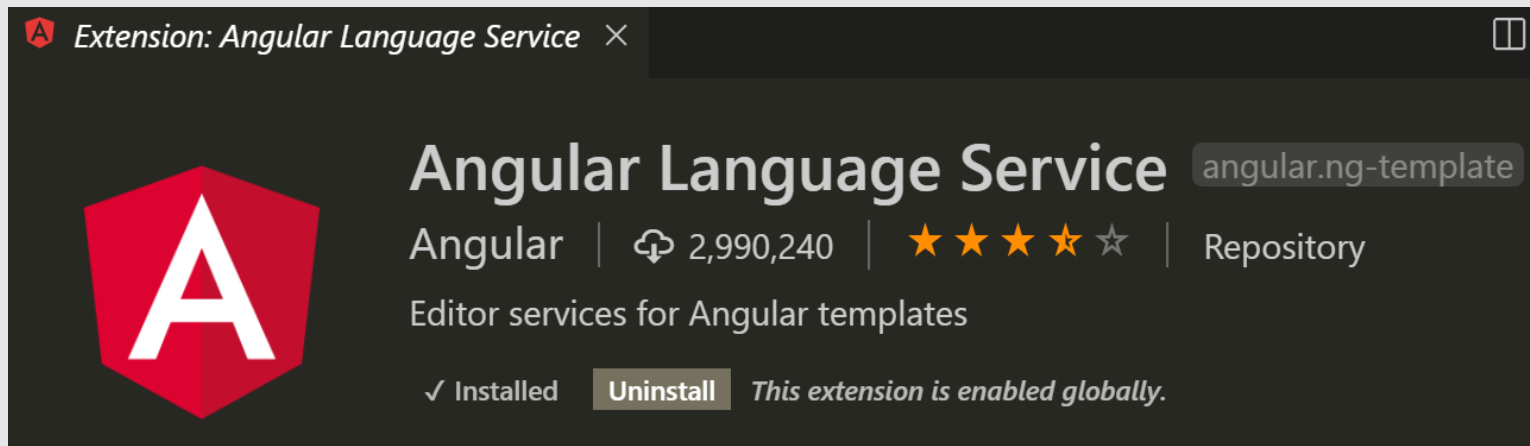 Extension: Angular Language Service
Angular Language Service angular.ng-template
Angular 2,990,240 Repository
Editor services for Angular templates
✓ Installed Uninstall This extension is enabled globally.